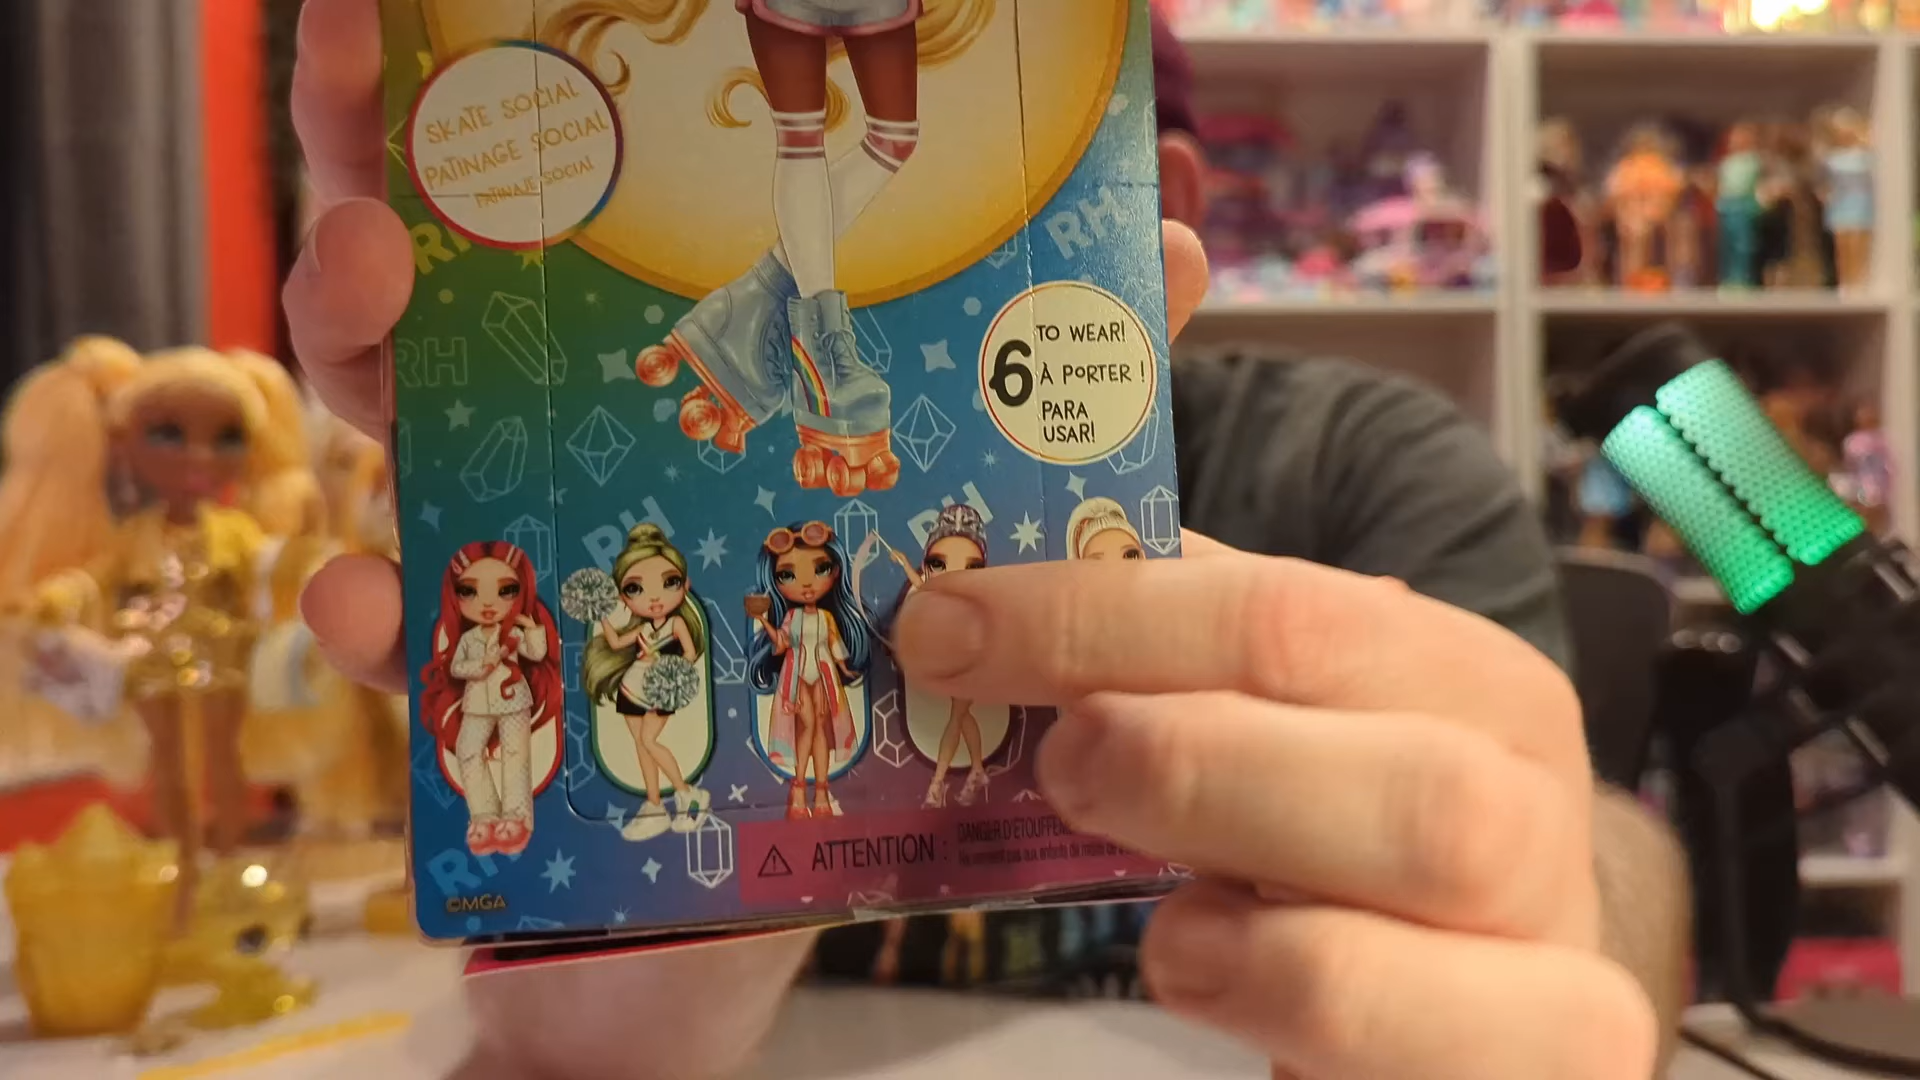 SKATE SOCIAL
PATINAGE SOCIAL
PATINAJE SOCIAL
RH
RH
RH
6
TO WEAR!
À PORTER !
PARA
USAR!
RH
RH
RH
ATTENTION :
DANGER D'ÉTOUFFE
©MGA